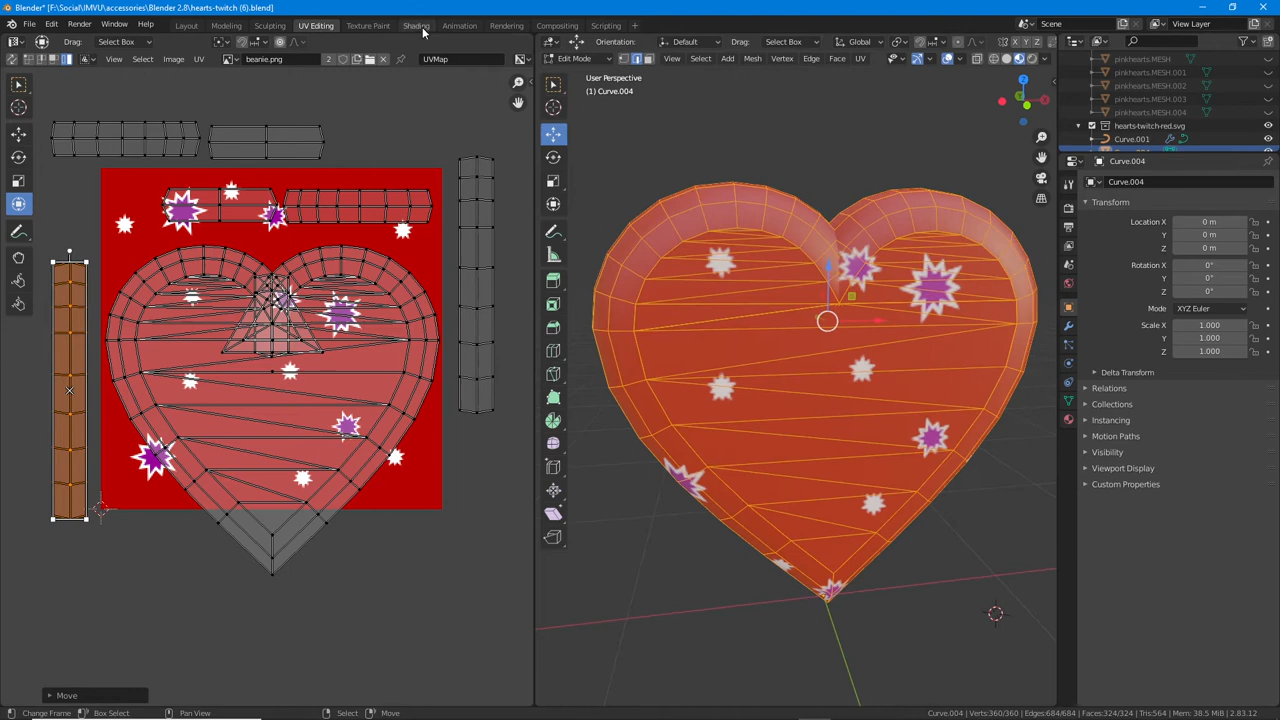 Blender* [F:\Social\IMVU\accessories\Blender 2.8\hearts-twitch (6).blend]
File Edit Render Window Help Layout Modeling Sculpting UV Editing Texture Paint Shading Animation Rendering Compositing Scripting + Scene View Layer
Drag: Select Box Orientation: Default Drag: Select Box Global
View Select Image UV beanie.png 2 UVMap Edit Mode View Select Add Mesh Vertex Edge Face UV
User Perspective
(1) Curve.004
pinkhearts.MESH
pinkhearts.MESH.001
pinkhearts.MESH.002
pinkhearts.MESH.003
pinkhearts.MESH.004
hearts-twitch-red.svg
Curve.001
Curve.004
Curve.004
Transform
Location X 0 m
Y 0 m
Z 0 m
Rotation X 0°
Y 0°
Z 0°
Mode XYZ Euler
Scale X 1.000
Y 1.000
Z 1.000
Delta Transform
Relations
Collections
Instancing
Motion Paths
Visibility
Viewport Display
Custom Properties
X
Y
Z
Move
Change Frame Box Select Pan View Select Move Curve.004 | Verts:360/360 | Edges:684/684 | Faces:324/324 | Tris:564 | Mem: 38.5 MiB | 2.83.12